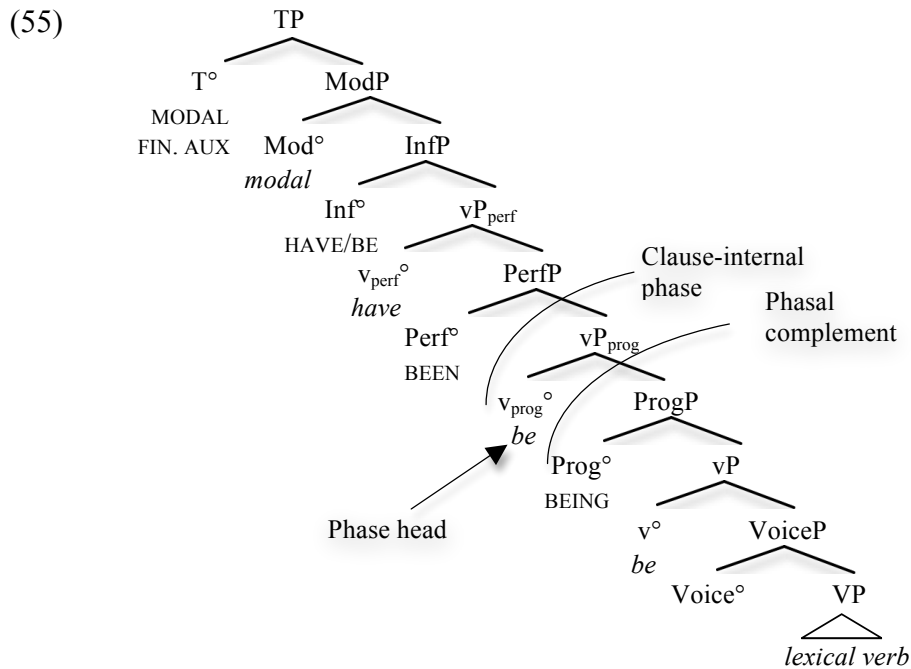 (55)
TP
T° ModP
MODAL
FIN. AUX Mod° InfP
modal
Inf° vPperf
HAVE/BE
vperf° PerfP
have
Clause-internal
phase
Phasal
complement
Perf° vPprog
BEEN
vprog° ProgP
be
Prog° vP
BEING
Phase head
v° VoiceP
be
Voice° VP
lexical verb